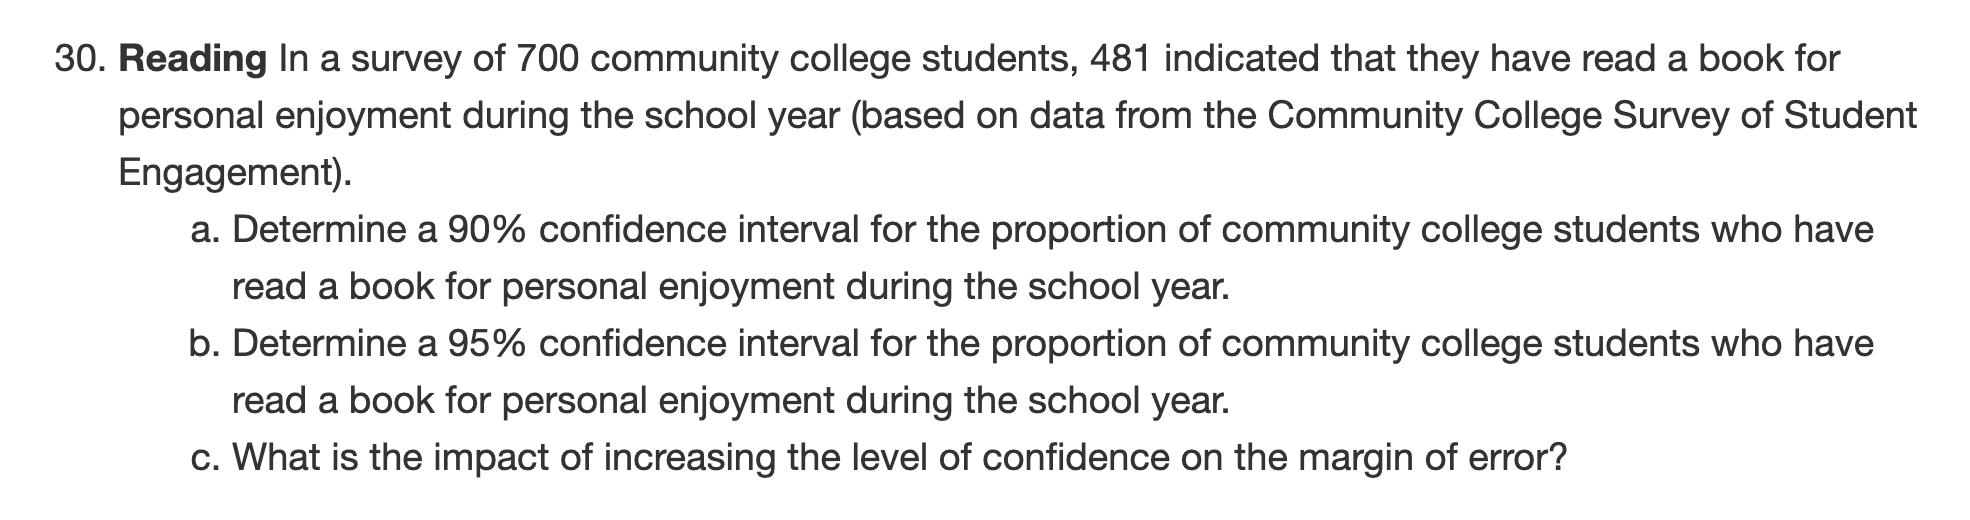 30. Reading In a survey of 700 community college students, 481 indicated that they have read a book for
personal enjoyment during the school year (based on data from the Community College Survey of Student
Engagement).
a. Determine a 90% confidence interval for the proportion of community college students who have
read a book for personal enjoyment during the school year.
b. Determine a 95% confidence interval for the proportion of community college students who have
read a book for personal enjoyment during the school year.
c. What is the impact of increasing the level of confidence on the margin of error?